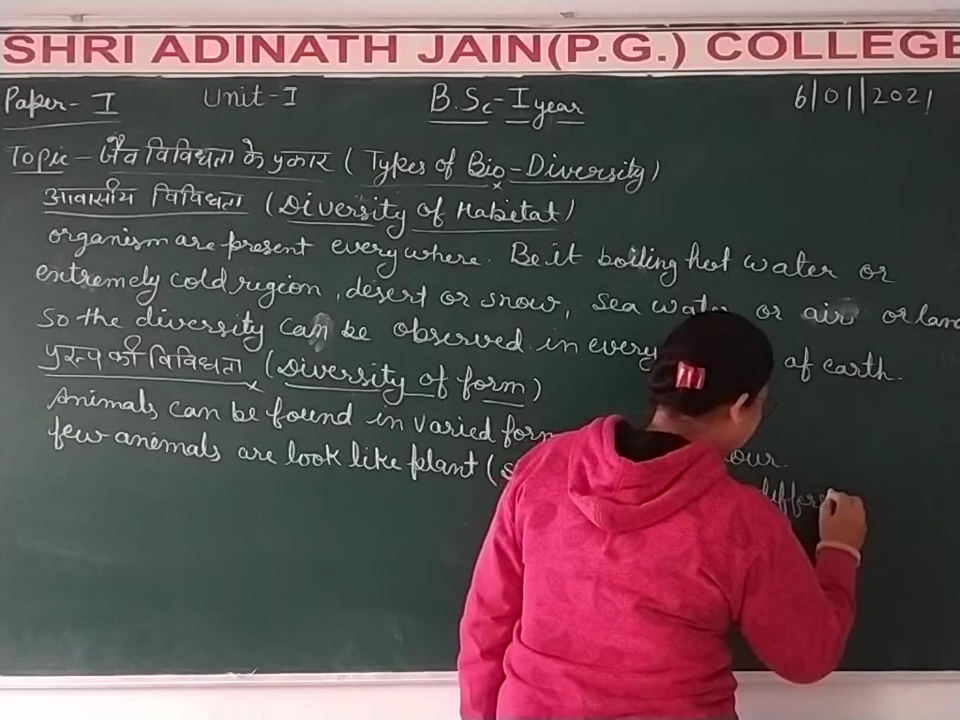 SHRI ADINATH JAIN(P.G.) COLLEGE
Paper - I Unit - I B.Sc - I year 6/01/2021
Topic - जैव विविधता के प्रकार ( Types of Bio-Diversity)
आवासीय विविधता (Diversity of Habitat)
organism are present everywhere. Be it boiling hot water or
extremely cold region, desert or snow, sea water or air or land
So the diversity can be observed in every of earth.
प्ररूप की विविधता (Diversity of form)
Animals can be found in varied form our.
few animals are look like plant (S differe